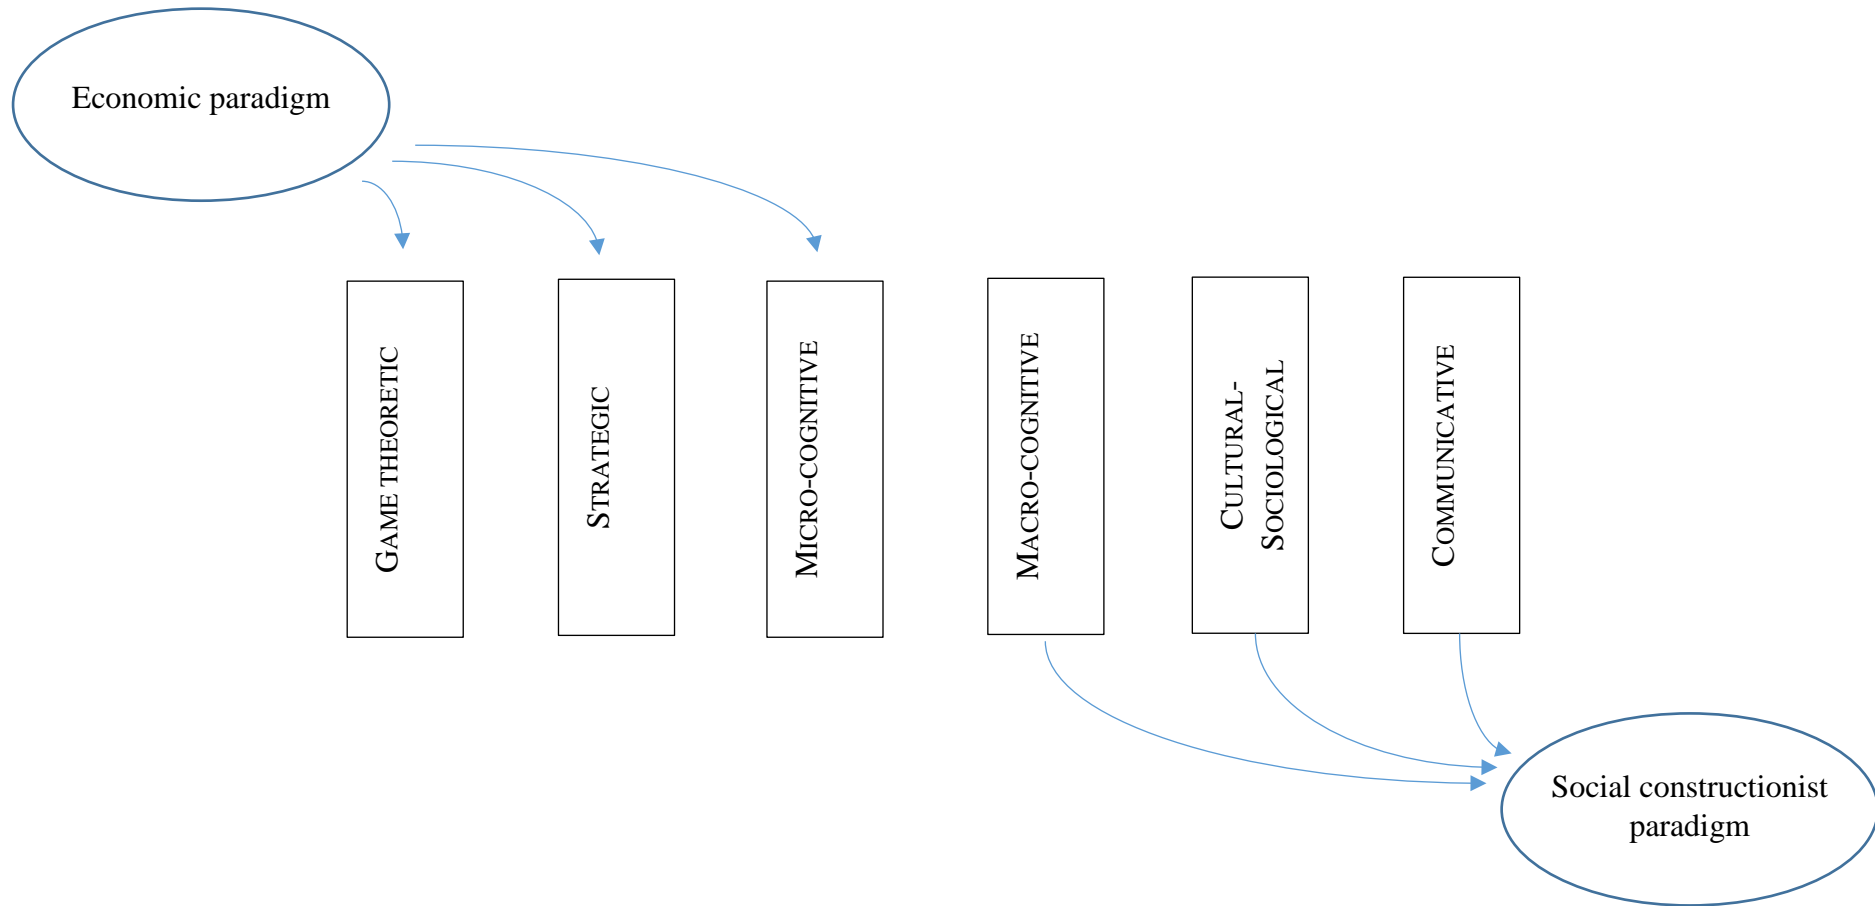 Economic paradigm
GAME THEORETIC
STRATEGIC
MICRO-COGNITIVE
MACRO-COGNITIVE
CULTURAL-
SOCIOLOGICAL
COMMUNICATIVE
Social constructionist
paradigm